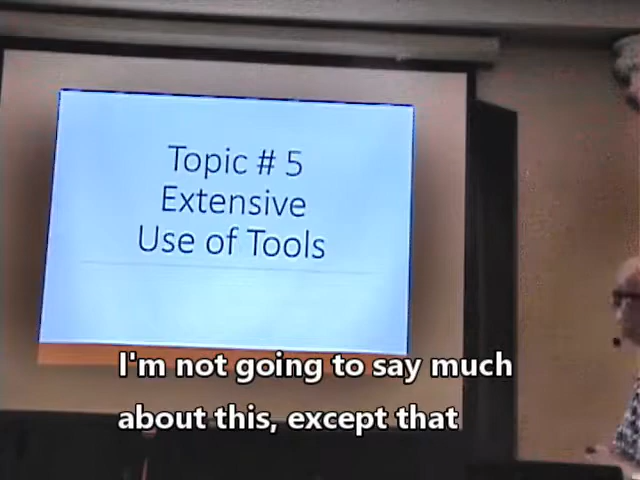 Topic # 5
Extensive
Use of Tools
I'm not going to say much
about this, except that